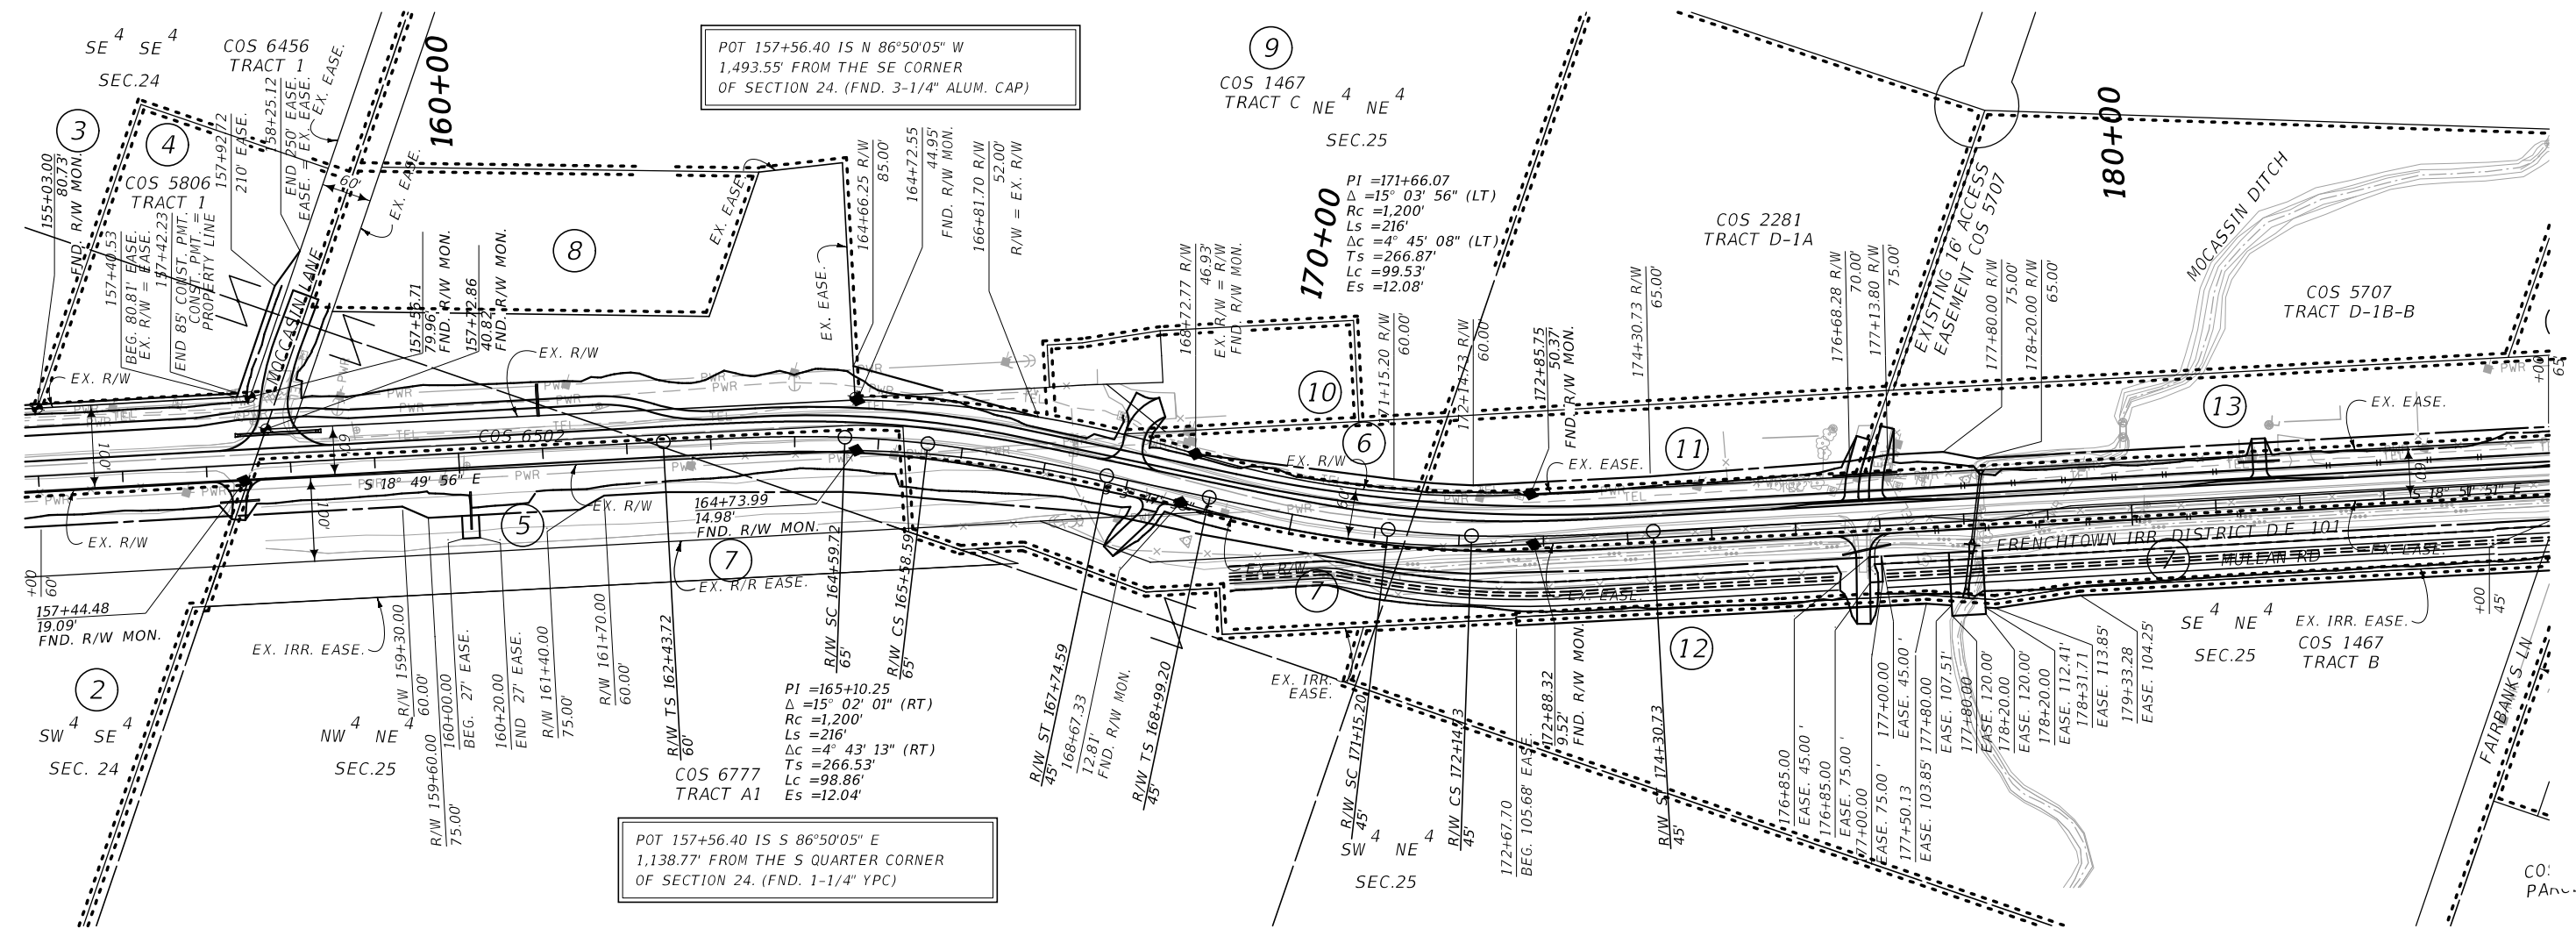 SE 4 SE 4
SEC.24
COS 6456
TRACT 1
EX. EASE.
160+00
3
4
COS 5806
TRACT 1
155+03.00
80.73'
FND. R/W MON.
157+40.53
BEG. 80.81' EASE.
EX. R/W = EASE.
157+42.23
END 85' CONST. PMT.
CONST. PMT. =
PROPERTY LINE
157+92.72
210' EASE.
158+25.12
END 250' EASE.
EASE. = EX. EASE.
60'
EX. EASE.
MOCCASIN LANE
157+55.71
79.96'
FND. R/W MON.
157+72.86
40.82'
FND. R/W MON.
8
EX. R/W
EX. R/W
POT 157+56.40 IS N 86°50'05" W
1,493.55' FROM THE SE CORNER
OF SECTION 24. (FND. 3-1/4" ALUM. CAP)
EX. EASE.
EX. EASE.
164+66.25 R/W
85.00'
164+72.55
44.95'
FND. R/W MON.
166+81.70 R/W
52.00'
R/W = EX. R/W
9
COS 1467
TRACT C
NE 4 NE 4
SEC.25
170+00
PI =171+66.07
Δ =15° 03' 56" (LT)
Rc =1,200'
Ls =216'
Δc =4° 45' 08" (LT)
Ts =266.87'
Lc =99.53'
Es =12.08'
168+72.77 R/W
46.93'
EX. R/W = R/W
FND. R/W MON.
10
71+15.20 R/W
60.00'
172+14.73 R/W
60.00'
172+85.75
50.37'
FND. R/W MON.
174+30.73 R/W
65.00'
6
EX. R/W
EX. EASE.
11
COS 2281
TRACT D-1A
176+68.28 R/W
70.00'
177+13.80 R/W
75.00'
EXISTING 16' ACCESS
EASEMENT COS 5707
177+80.00 R/W
75.00'
178+20.00 R/W
65.00'
180+00
MOCASSIN DITCH
COS 5707
TRACT D-1B-B
13
EX. EASE.
+00
65'
PWR
TEL
100'
60'
COS 6502
S 18° 49' 56" E
100'
5
EX. R/W
EX. R/W
164+73.99
14.98'
FND. R/W MON.
7
EX. R/R EASE.
EX. R/W
80'
7
EX. EASE.
60'
S 18° 51' 51" E
FRENCHTOWN IRR. DISTRICT D.E. 101
7
MULLAN RD
EX. EASE.
+00
60'
157+44.48
19.09'
FND. R/W MON.
2
SW 4 SE 4
SEC. 24
EX. IRR. EASE.
NW 4 NE 4
SEC.25
R/W 159+30.00
60.00'
R/W 159+60.00
75.00'
160+00.00
BEG. 27' EASE.
160+20.00
END 27' EASE.
R/W 161+40.00
75.00'
R/W 161+70.00
60.00'
R/W TS 162+43.72
60'
R/W SC 164+59.72
65'
R/W CS 165+58.59
65'
COS 6777
TRACT A1
PI =165+10.25
Δ =15° 02' 01" (RT)
Rc =1,200'
Ls =216'
Δc =4° 43' 13" (RT)
Ts =266.53'
Lc =98.86'
Es =12.04'
POT 157+56.40 IS S 86°50'05" E
1,138.77' FROM THE S QUARTER CORNER
OF SECTION 24. (FND. 1-1/4" YPC)
R/W ST 167+74.59
45'
168+67.33
12.81'
FND. R/W MON.
R/W TS 168+99.20
45'
EX. IRR.
EASE.
R/W SC 171+15.20
45'
SW 4 NE 4
SEC.25
R/W CS 172+14.73
45'
172+67.70
BEG. 105.68' EASE.
172+88.32
9.52'
FND. R/W MON.
R/W ST 174+30.73
45'
12
176+85.00
EASE. 45.00 '
176+85.00
EASE. 75.00 '
177+00.00
EASE. 75.00 '
177+00.00
EASE. 45.00 '
177+50.13
EASE. 103.85'
177+80.00
EASE. 107.51'
177+80.00
EASE. 120.00'
178+20.00
EASE. 120.00'
178+20.00
EASE. 112.41'
178+31.71
EASE. 113.85'
179+33.28
EASE. 104.25'
SE 4 NE 4
SEC.25
EX. IRR. EASE.
COS 1467
TRACT B
+00
45'
FAIRBANKS LN